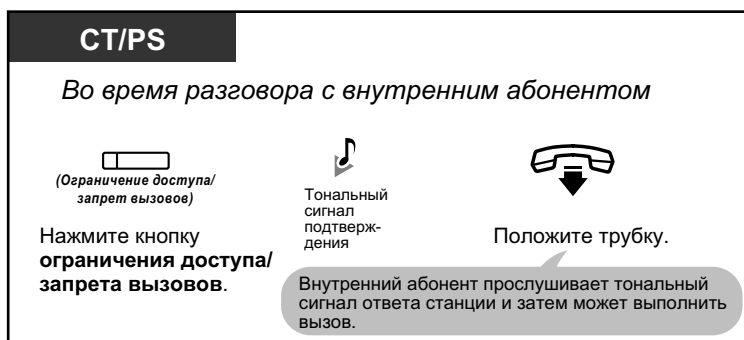 CT/PS
Во время разговора с внутренним абонентом
(Ограничение доступа/
запрет вызовов)
Нажмите кнопку
ограничения доступа/
запрета вызовов.
Тональный
сигнал
подтверж-
дения
Положите трубку.
Внутренний абонент прослушивает тональный
сигнал ответа станции и затем может выполнить
вызов.